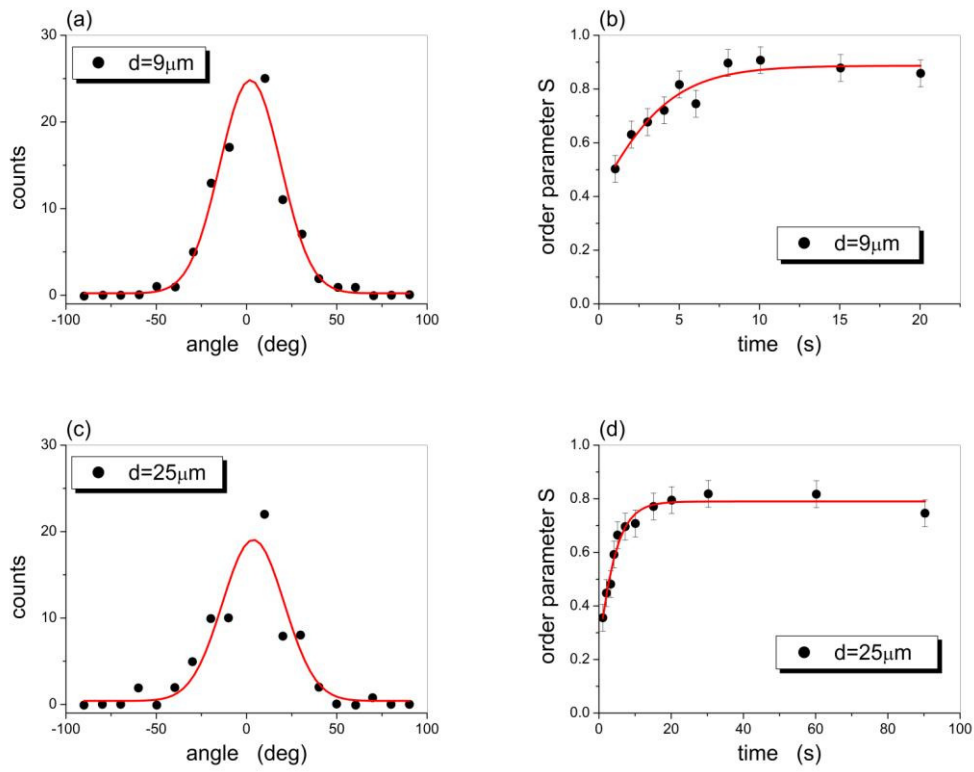 (a)
d=9μm
counts
30
20
10
0
-100 -50 0 50 100
angle (deg)
(b)
order parameter S
1.0
0.8
0.6
0.4
0.2
0.0
d=9μm
0 5 10 15 20
time (s)
(c)
d=25μm
counts
30
20
10
0
-100 -50 0 50 100
angle (deg)
(d)
order parameter S
1.0
0.8
0.6
0.4
0.2
0.0
d=25μm
0 20 40 60 80 100
time (s)